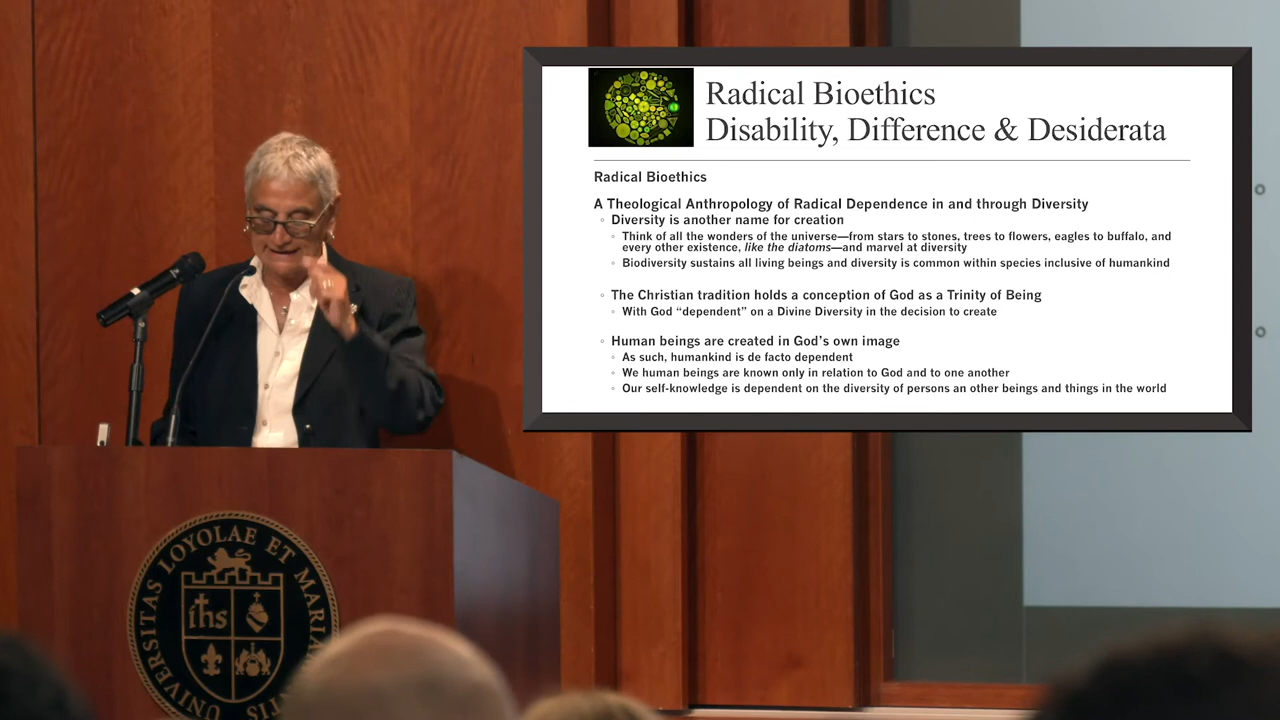 Radical Bioethics
Disability, Difference & Desiderata
Radical Bioethics
A Theological Anthropology of Radical Dependence in and through Diversity
Diversity is another name for creation
Think of all the wonders of the universe—from stars to stones, trees to flowers, eagles to buffalo, and
every other existence, like the diatoms—and marvel at diversity
Biodiversity sustains all living beings and diversity is common within species inclusive of humankind
The Christian tradition holds a conception of God as a Trinity of Being
With God “dependent” on a Divine Diversity in the decision to create
Human beings are created in God’s own image
As such, humankind is de facto dependent
We human beings are known only in relation to God and to one another
Our self-knowledge is dependent on the diversity of persons an other beings and things in the world
UNIVERSITAS LOYOLAE ET
ihs